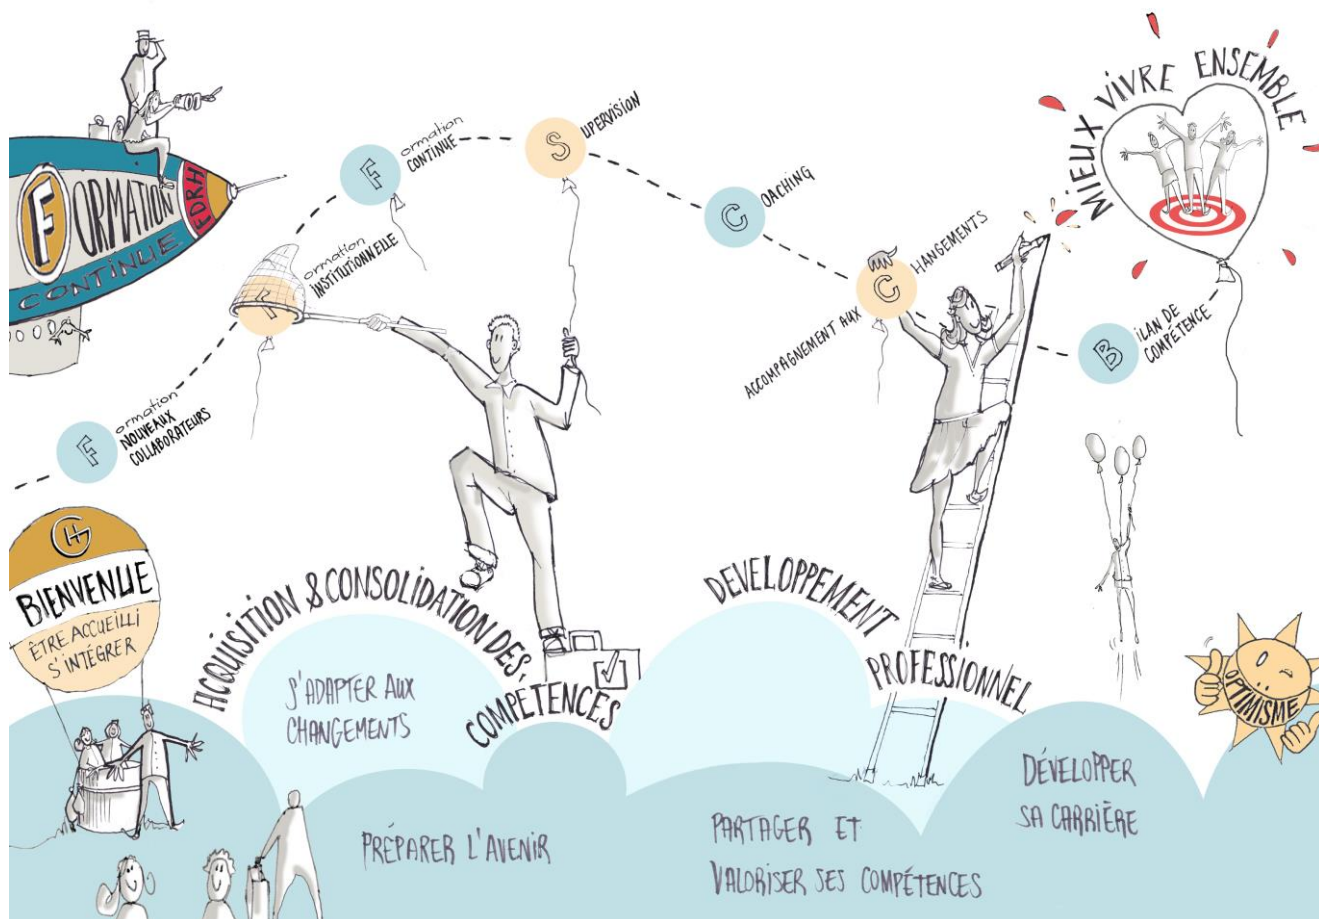 MIEUX VIVRE ENSEMBLE
FORMATION
CONTINUE
FDRH
Formation
CONTINUE
SUPERVISION
Formation
INSTITUTIONNELLE
COACHING
CHANGEMENTS
ACCOMPAGNEMENT AUX
BILAN DE
COMPÉTENCE
Formation
NOUVEAUX
COLLABORATEURS
GH
BIENVENUE
ÊTRE ACCUEILLI
S'INTÉGRER
ACQUISITION & CONSOLIDATION DES
COMPÉTENCES
DÉVELOPPEMENT
PROFESSIONNEL
OPTIMISME
S'ADAPTER AUX
CHANGEMENTS
PRÉPARER L'AVENIR
PARTAGER ET
VALORISER SES COMPÉTENCES
DÉVELOPPER
SA CARRIÈRE